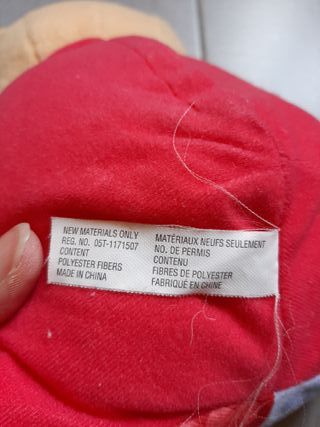 NEW MATERIALS ONLY
REG. NO. 05T-1171507
CONTENT
POLYESTER FIBERS
MADE IN CHINA
MATÉRIAUX NEUFS SEULEMENT
NO. DE PERMIS
CONTENU
FIBRES DE POLYESTER
FABRIQUÉ EN CHINE